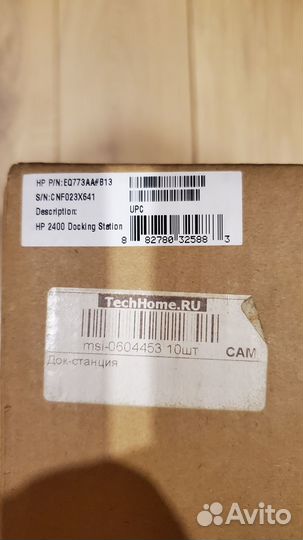 HP P/N:EQ773AA#B13
S/N:CNF023X641
Description:
UPC
HP 2400 Docking Station
8 82780 32588 3
TechHome.RU
msi-0604453 10шт
САМ
Док-станция
Avito